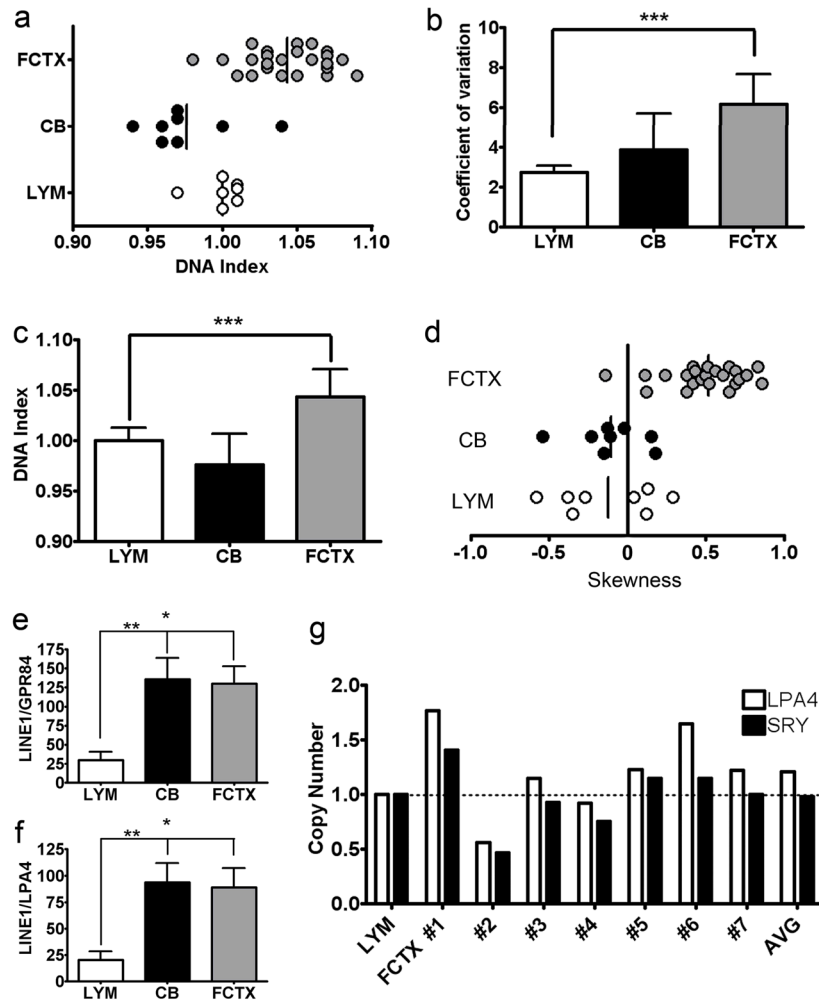 a
FCTX
CB
LYM
0.90 0.95 1.00 1.05 1.10
DNA Index
b
***
Coefficient of variation
10
8
6
4
2
0
LYM CB FCTX
c
***
DNA Index
1.10
1.05
1.00
0.95
0.90
LYM CB FCTX
d
FCTX
CB
LYM
-1.0 -0.5 0 0.5 1.0
Skewness
e
*
**
LINE1/GPR84
175
150
125
100
75
50
25
0
LYM CB FCTX
f
*
**
LINE1/LPA4
125
100
75
50
25
0
LYM CB FCTX
g
LPA4
SRY
Copy Number
2.0
1.5
1.0
0.5
0.0
LYM FCTX #1 #2 #3 #4 #5 #6 #7 AVG